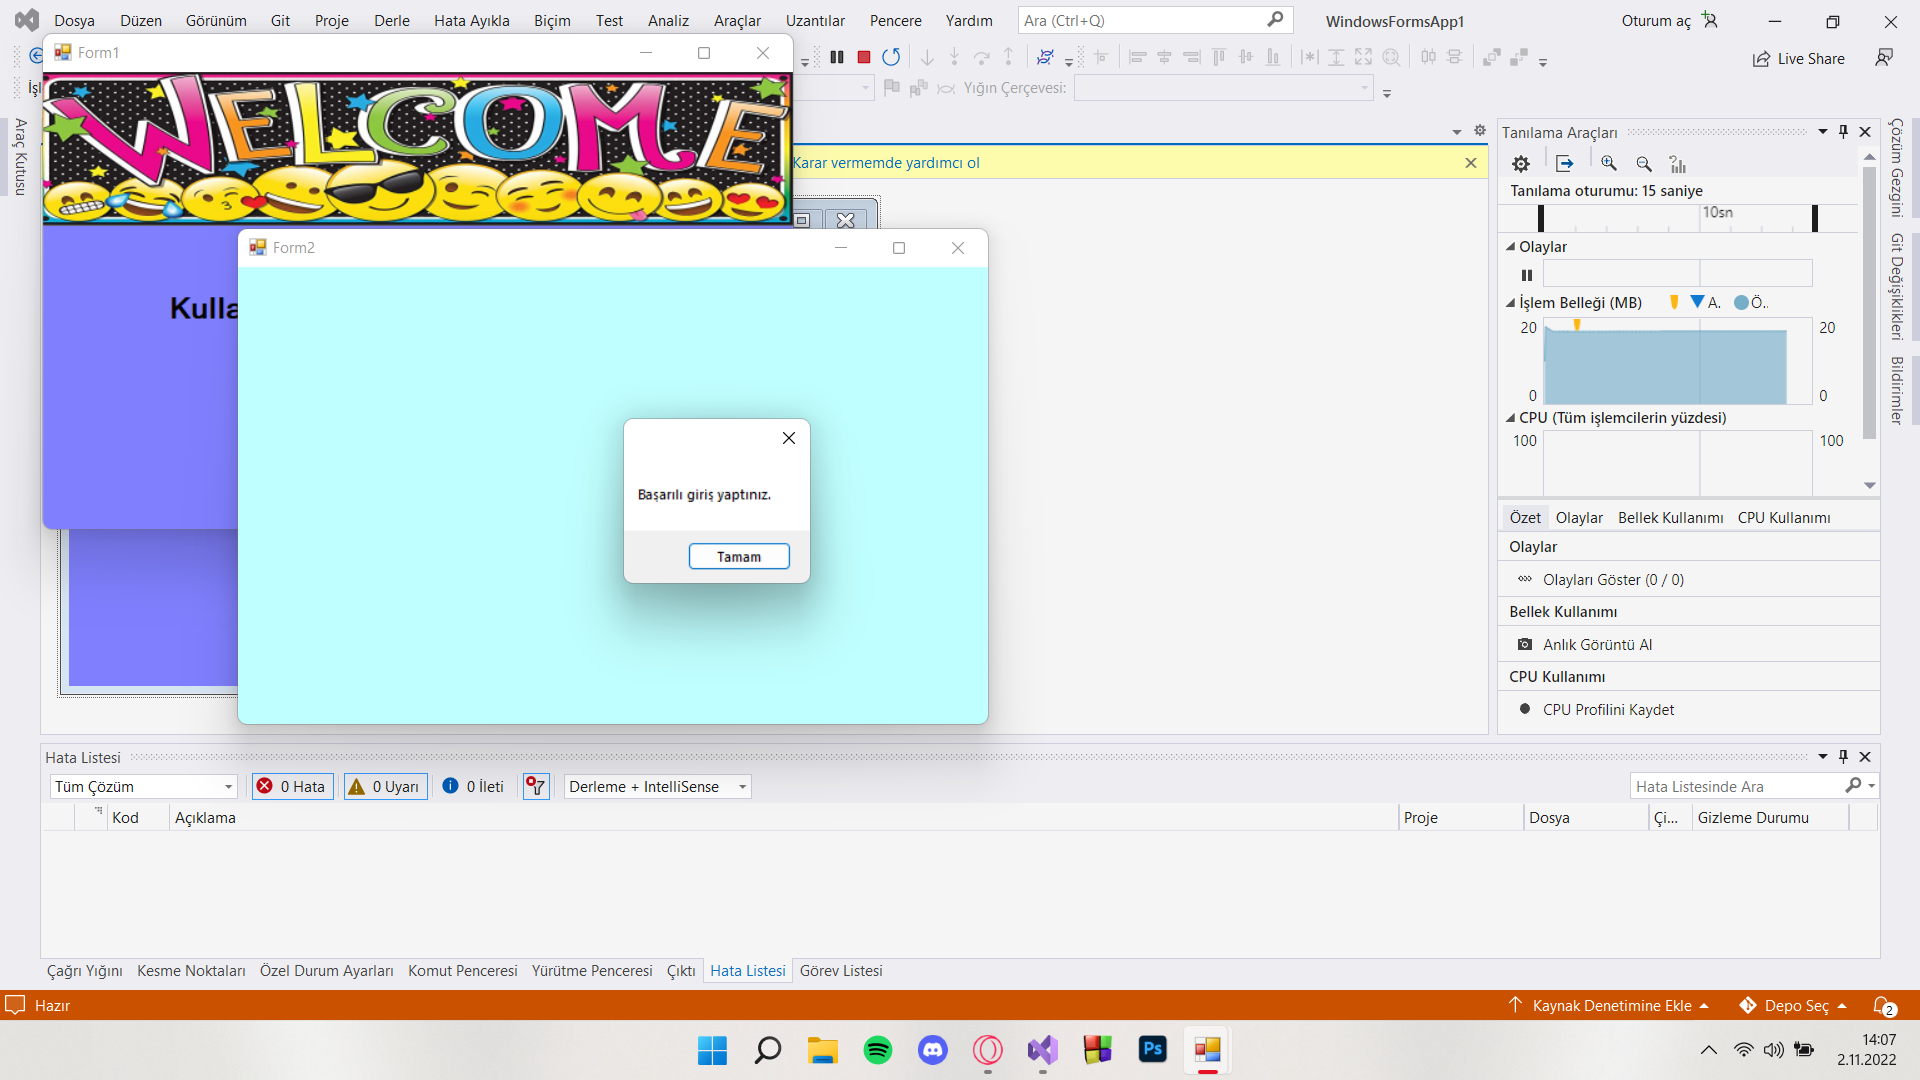 Dosya Düzen Görünüm Git Proje Derle Hata Ayıkla Biçim Test Analiz Araçlar Uzantılar Pencere Yardım Ara (Ctrl+Q) WindowsFormsApp1 Oturum aç
Form1
Live Share
Yığın Çerçevesi:
WELCOME
Araç Kutusu
Karar vermemde yardımcı ol
Form2
Kulla
Başarılı giriş yaptınız.
Tamam
Tanılama Araçları
Tanılama oturumu: 15 saniye
10sn
Olaylar
İşlem Belleği (MB) A. Ö..
20 20
0 0
CPU (Tüm işlemcilerin yüzdesi)
100 100
Özet Olaylar Bellek Kullanımı CPU Kullanımı
Olaylar
Olayları Göster (0 / 0)
Bellek Kullanımı
Anlık Görüntü Al
CPU Kullanımı
CPU Profilini Kaydet
Çözüm Gezgini
Git Değişiklikleri
Bildirimler
Hata Listesi
Tüm Çözüm 0 Hata 0 Uyarı 0 İleti Derleme + IntelliSense Hata Listesinde Ara
Kod Açıklama Proje Dosya Çi... Gizleme Durumu
Çağrı Yığını Kesme Noktaları Özel Durum Ayarları Komut Penceresi Yürütme Penceresi Çıktı Hata Listesi Görev Listesi
Hazır Kaynak Denetimine Ekle Depo Seç 2
Ps
14:07
2.11.2022